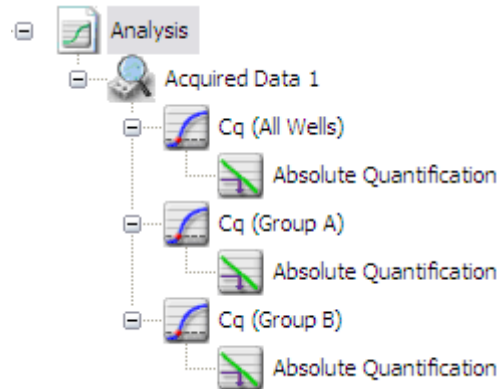 Analysis
Acquired Data 1
Cq (All Wells)
Absolute Quantification
Cq (Group A)
Absolute Quantification
Cq (Group B)
Absolute Quantification